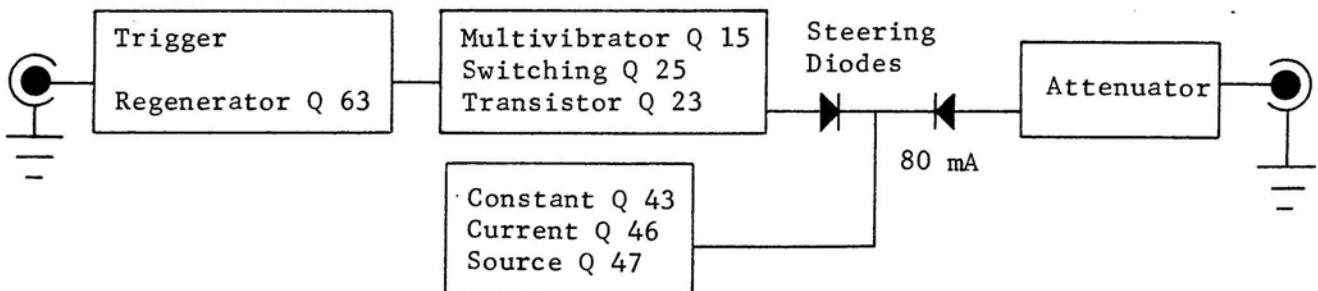 Trigger
Regenerator Q 63
Multivibrator Q 15
Switching Q 25
Transistor Q 23
Steering
Diodes
80 mA
Attenuator
Constant Q 43
Current Q 46
Source Q 47